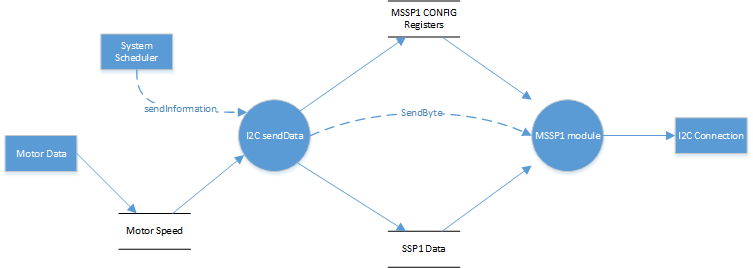 MSSP1 CONFIG
Registers
System
Scheduler
sendInformation
I2C sendData
SendByte
MSSP1 module
I2C Connection
Motor Data
Motor Speed
SSP1 Data